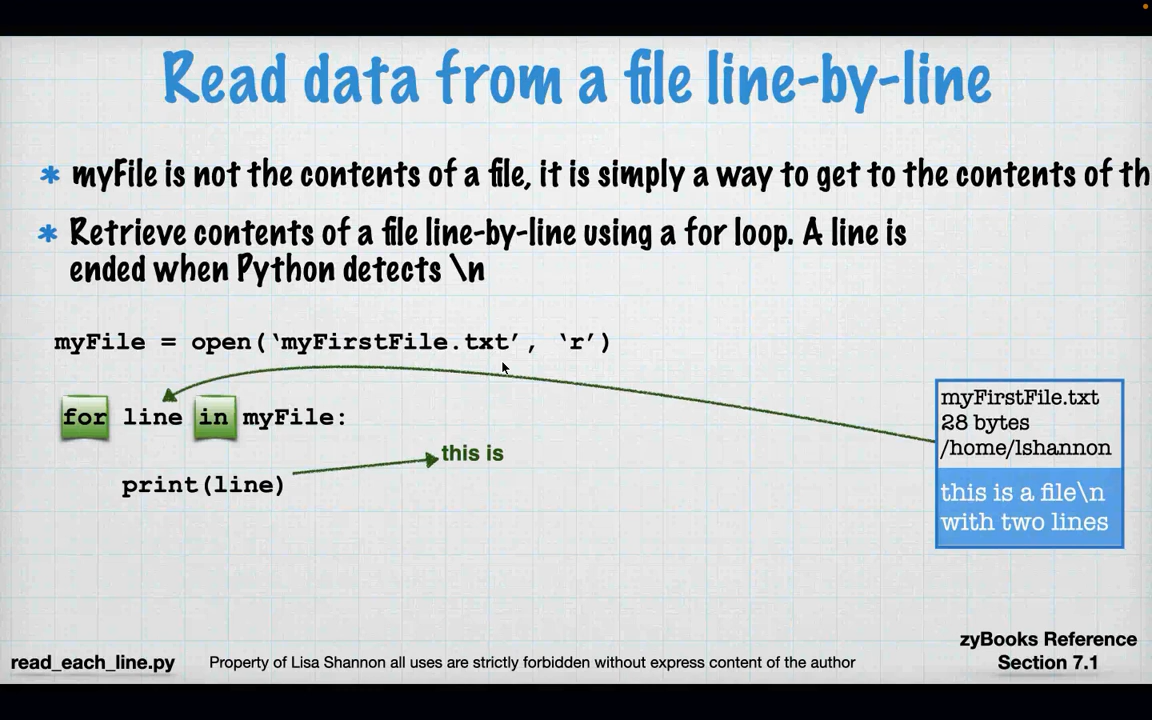 Read data from a file line-by-line
* myFile is not the contents of a file, it is simply a way to get to the contents of th
* Retrieve contents of a file line-by-line using a for loop. A line is
ended when Python detects \n
myFile = open(‘myFirstFile.txt’, ‘r’)
for line in myFile:
this is
print(line)
myFirstFile.txt
28 bytes
/home/lshannon
this is a file\n
with two lines
zyBooks Reference
Section 7.1
read_each_line.py
Property of Lisa Shannon all uses are strictly forbidden without express content of the author